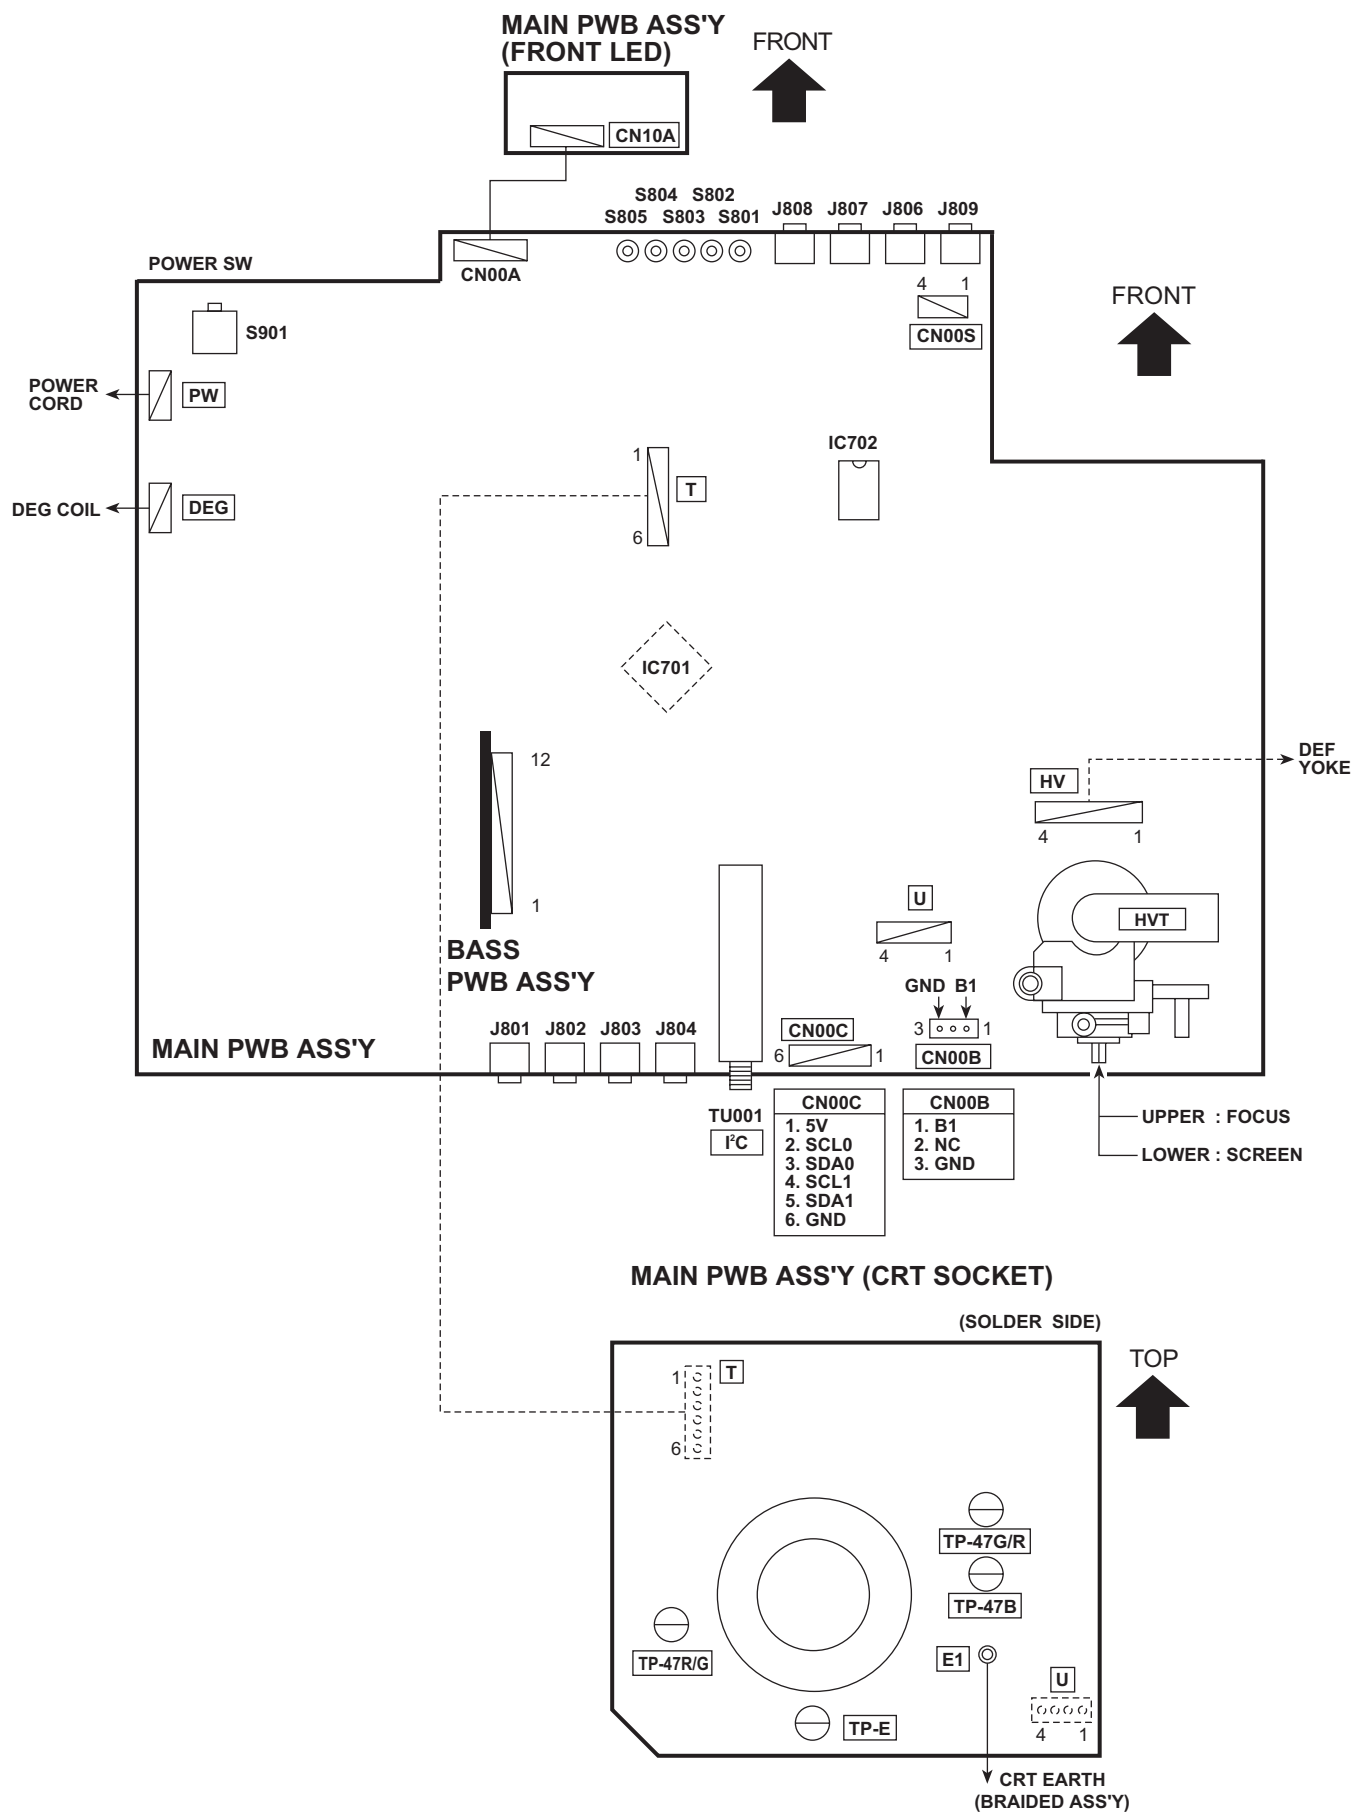 MAIN PWB ASS'Y
(FRONT LED)
FRONT
CN10A
S804 S802
S805 S803 S801
J808 J807 J806 J809
POWER SW
CN00A
4 1
CN00S
FRONT
S901
POWER
CORD
PW
1
T
6
IC702
DEG COIL
DEG
IC701
12
1
BASS
PWB ASS'Y
DEF
YOKE
HV
4 1
U
4 1
HVT
GND B1
3 1
CN00B
CN00C
6 1
J801 J802 J803 J804
MAIN PWB ASS'Y
TU001
I²C
CN00C
1. 5V
2. SCL0
3. SDA0
4. SCL1
5. SDA1
6. GND
CN00B
1. B1
2. NC
3. GND
UPPER : FOCUS
LOWER : SCREEN
MAIN PWB ASS'Y (CRT SOCKET)
(SOLDER SIDE)
TOP
1
T
6
TP-47G/R
TP-47B
TP-47R/G
E1
U
4 1
TP-E
CRT EARTH
(BRAIDED ASS'Y)